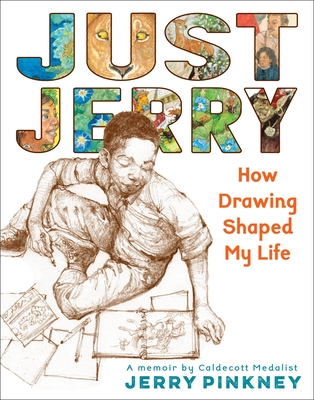 JUST
JERRY
How
Drawing
Shaped
My Life
A memoir by Caldecott Medalist
JERRY PINKNEY